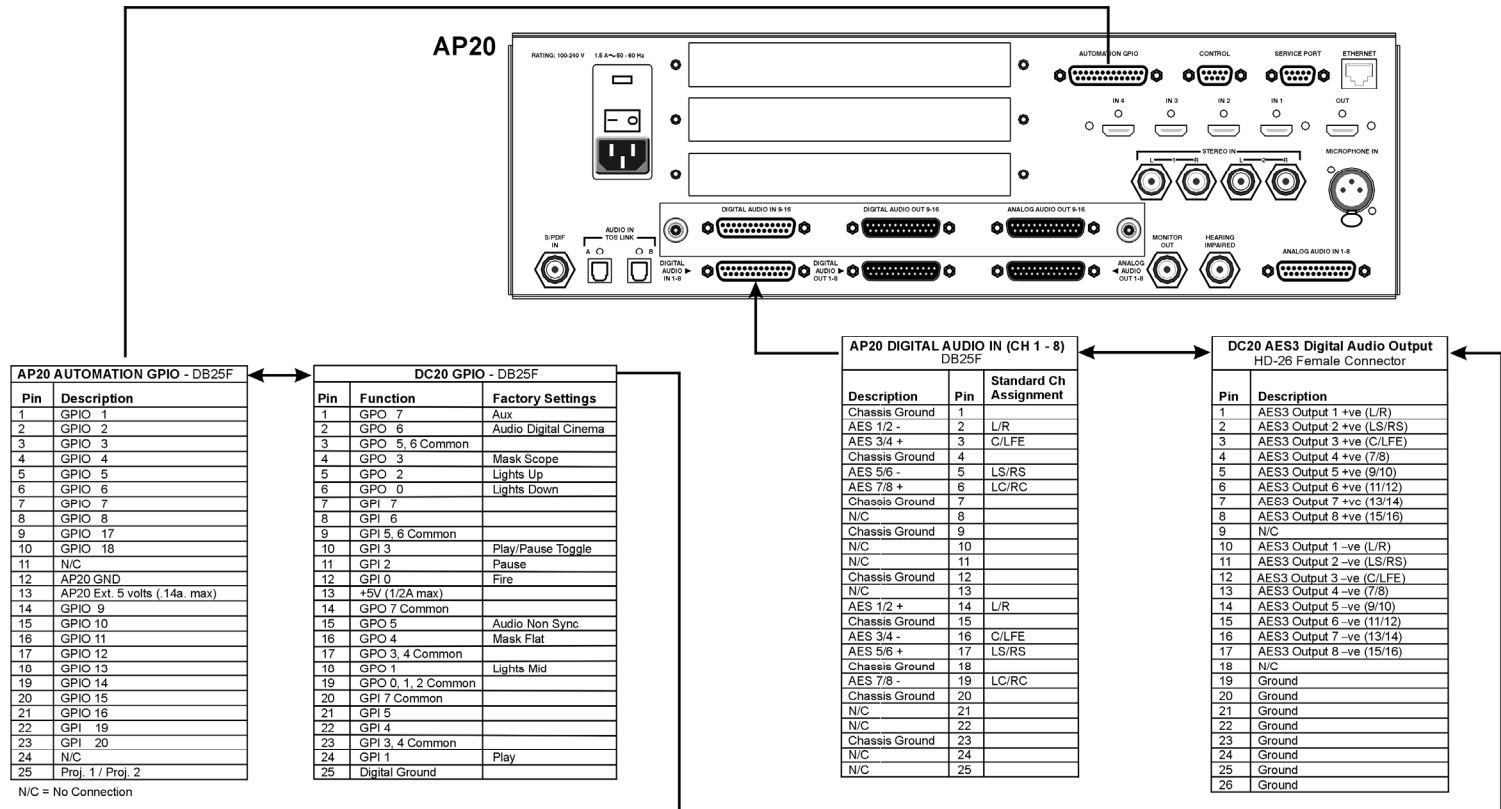 AP20
RATING: 100-240 V 1.5 A~50 - 60 Hz
AUTOMATION GPIO
CONTROL
SERVICE PORT
ETHERNET
IN 4
IN 3
IN 2
IN 1
OUT
STEREO IN
L 1 R
L 2 R
MICROPHONE IN
DIGITAL AUDIO IN 9-16
DIGITAL AUDIO OUT 9-16
ANALOG AUDIO OUT 9-16
S/PDIF
IN
AUDIO IN
TOS LINK
A
B
DIGITAL
AUDIO
IN 1-8
DIGITAL
AUDIO
OUT 1-8
ANALOG
AUDIO
OUT 1-8
MONITOR
OUT
HEARING
IMPAIRED
ANALOG AUDIO IN 1-8
AP20 AUTOMATION GPIO - DB25F
Pin Description
1 GPIO 1
2 GPIO 2
3 GPIO 3
4 GPIO 4
5 GPIO 5
6 GPIO 6
7 GPIO 7
8 GPIO 8
9 GPIO 17
10 GPIO 18
11 N/C
12 AP20 GND
13 AP20 Ext. 5 volts (.14a. max)
14 GPIO 9
15 GPIO 10
16 GPIO 11
17 GPIO 12
18 GPIO 13
19 GPIO 14
20 GPIO 15
21 GPIO 16
22 GPI 19
23 GPI 20
24 N/C
25 Proj. 1 / Proj. 2
N/C = No Connection
DC20 GPIO - DB25F
Pin Function Factory Settings
1 GPO 7 Aux
2 GPO 6 Audio Digital Cinema
3 GPO 5, 6 Common
4 GPO 3 Mask Scope
5 GPO 2 Lights Up
6 GPO 0 Lights Down
7 GPI 7
8 GPI 6
9 GPI 5, 6 Common
10 GPI 3 Play/Pause Toggle
11 GPI 2 Pause
12 GPI 0 Fire
13 +5V (1/2A max)
14 GPO 7 Common
15 GPO 5 Audio Non Sync
16 GPO 4 Mask Flat
17 GPO 3, 4 Common
18 GPO 1 Lights Mid
19 GPO 0, 1, 2 Common
20 GPI 7 Common
21 GPI 5
22 GPI 4
23 GPI 3, 4 Common
24 GPI 1 Play
25 Digital Ground
AP20 DIGITAL AUDIO IN (CH 1 - 8)
DB25F
Description Pin Standard Ch
Assignment
Chassis Ground 1
AES 1/2 - 2 L/R
AES 3/4 + 3 C/LFE
Chassis Ground 4
AES 5/6 - 5 LS/RS
AES 7/8 + 6 LC/RC
Chassis Ground 7
N/C 8
Chassis Ground 9
N/C 10
N/C 11
Chassis Ground 12
N/C 13
AES 1/2 + 14 L/R
Chassis Ground 15
AES 3/4 - 16 C/LFE
AES 5/6 + 17 LS/RS
Chassis Ground 18
AES 7/8 - 19 LC/RC
Chassis Ground 20
N/C 21
N/C 22
Chassis Ground 23
N/C 24
N/C 25
DC20 AES3 Digital Audio Output
HD-26 Female Connector
Pin Description
1 AES3 Output 1 +ve (L/R)
2 AES3 Output 2 +ve (LS/RS)
3 AES3 Output 3 +ve (C/LFE)
4 AES3 Output 4 +ve (7/8)
5 AES3 Output 5 +ve (9/10)
6 AES3 Output 6 +ve (11/12)
7 AES3 Output 7 +ve (13/14)
8 AES3 Output 8 +ve (15/16)
9 N/C
10 AES3 Output 1 –ve (L/R)
11 AES3 Output 2 –ve (LS/RS)
12 AES3 Output 3 –ve (C/LFE)
13 AES3 Output 4 –ve (7/8)
14 AES3 Output 5 –ve (9/10)
15 AES3 Output 6 –ve (11/12)
16 AES3 Output 7 –ve (13/14)
17 AES3 Output 8 –ve (15/16)
18 N/C
19 Ground
20 Ground
21 Ground
22 Ground
23 Ground
24 Ground
25 Ground
26 Ground